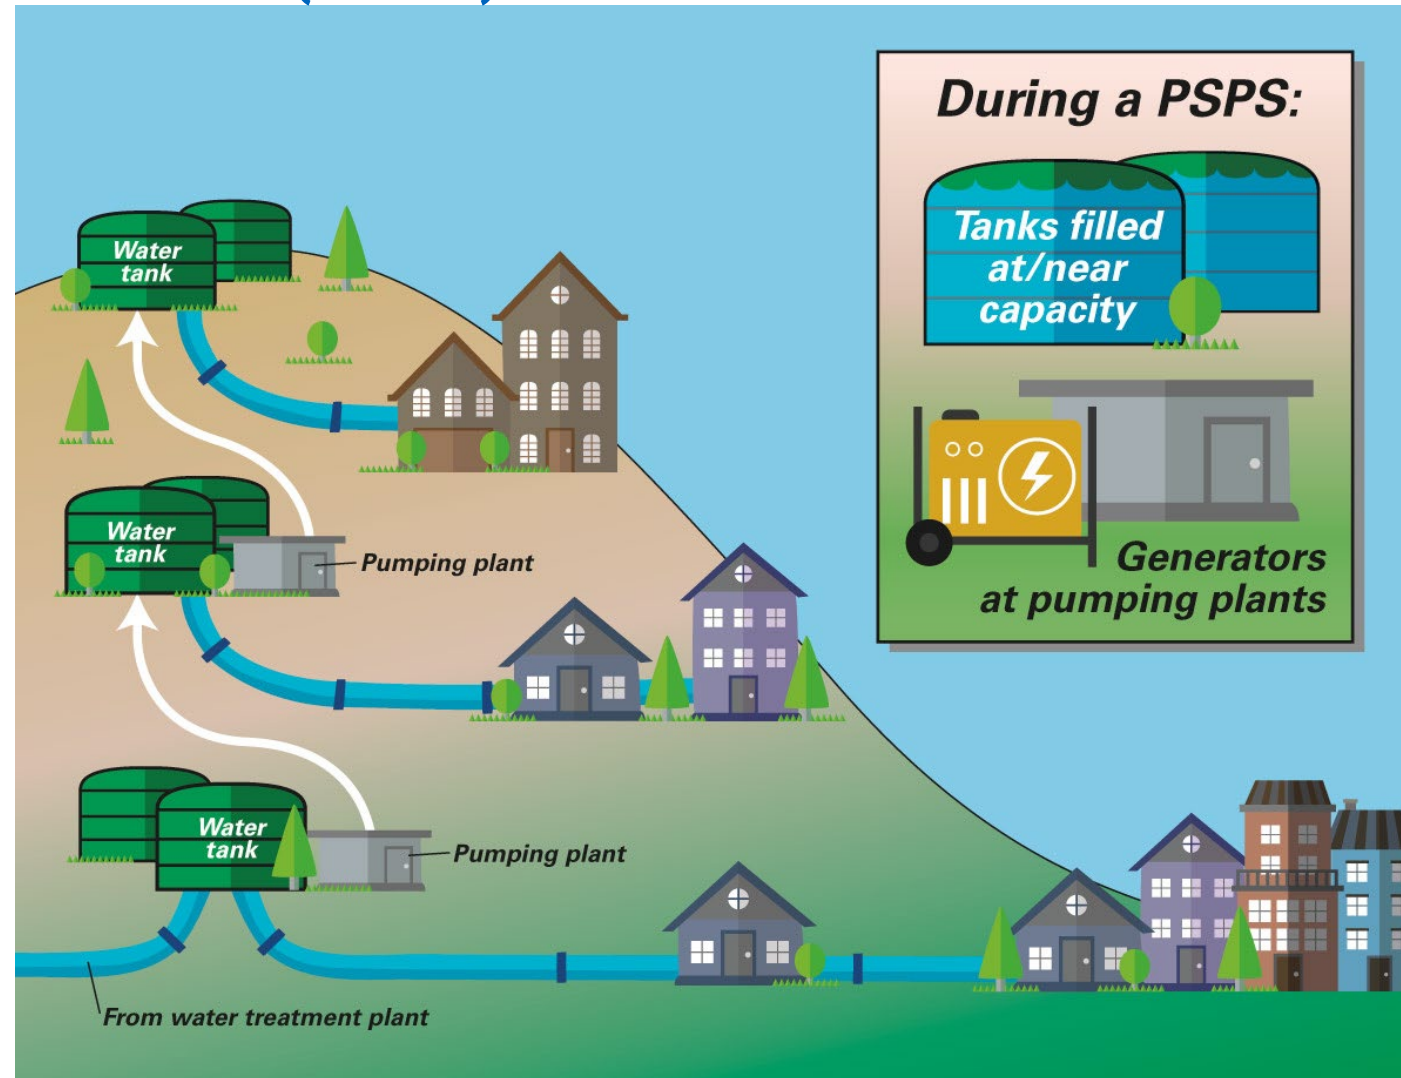 During a PSPS:
Tanks filled
at/near
capacity
Generators
at pumping plants
Water
tank
Water
tank
Pumping plant
Water
tank
Pumping plant
From water treatment plant